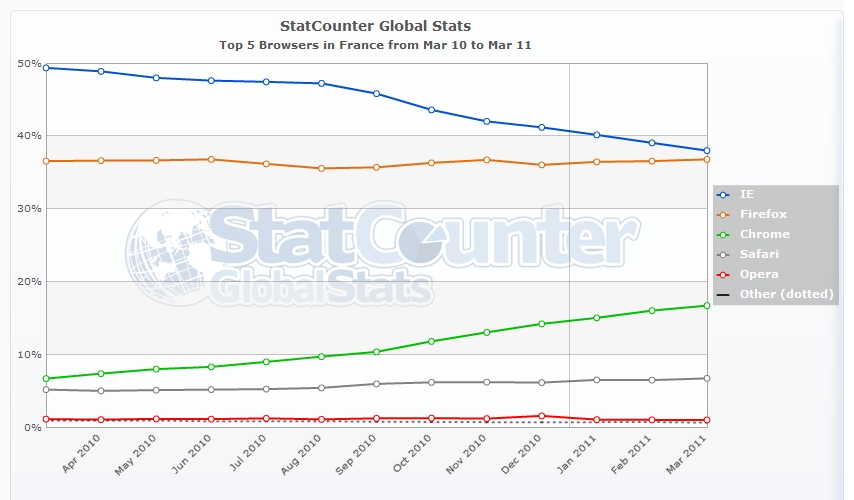 StatCounter Global Stats
Top 5 Browsers in France from Mar 10 to Mar 11
50%
40%
30%
20%
10%
0%
StatCounter
GlobalStats
IE
Firefox
Chrome
Safari
Opera
Other (dotted)
Apr 2010
May 2010
Jun 2010
Jul 2010
Aug 2010
Sep 2010
Oct 2010
Nov 2010
Dec 2010
Jan 2011
Feb 2011
Mar 2011